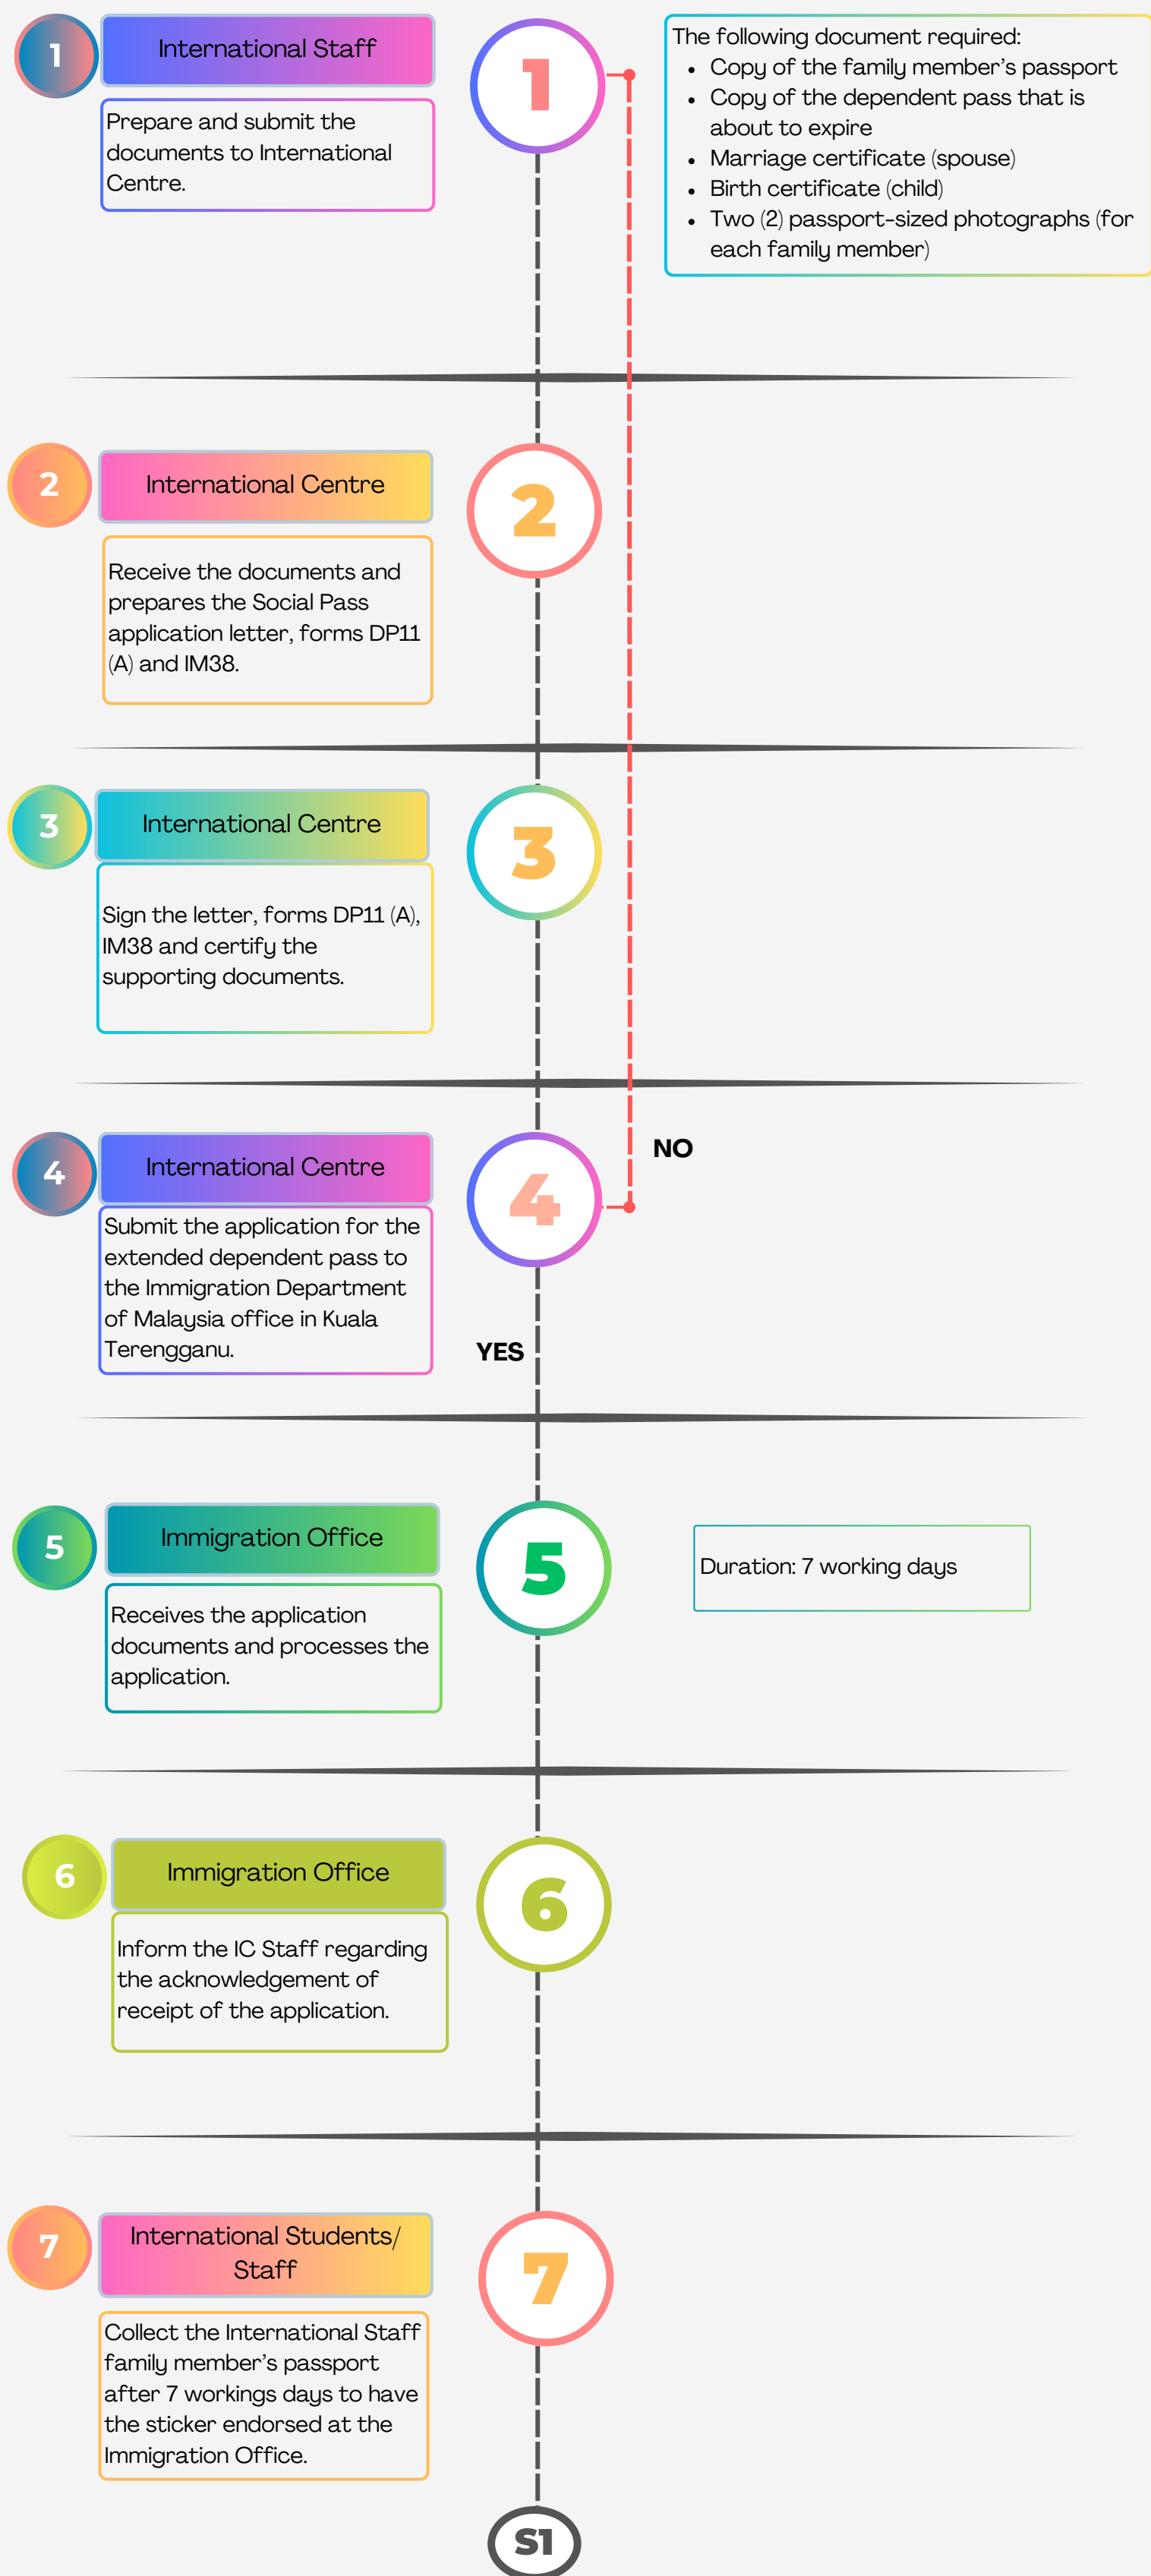 1
International Staff
Prepare and submit the
documents to International
Centre.
1
The following document required:
• Copy of the family member's passport
• Copy of the dependent pass that is
about to expire
• Marriage certificate (spouse)
• Birth certificate (child)
• Two (2) passport-sized photographs (for
each family member)
2
International Centre
Receive the documents and
prepares the Social Pass
application letter, forms DP11
(A) and IM38.
2
3
International Centre
Sign the letter, forms DP11 (A),
IM38 and certify the
supporting documents.
3
4
International Centre
Submit the application for the
extended dependent pass to
the Immigration Department
of Malaysia office in Kuala
Terengganu.
4
NO
YES
5
Immigration Office
Receives the application
documents and processes the
application.
5
Duration: 7 working days
6
Immigration Office
Inform the IC Staff regarding
the acknowledgement of
receipt of the application.
6
7
International Students/
Staff
Collect the International Staff
family member's passport
after 7 workings days to have
the sticker endorsed at the
Immigration Office.
7
S1